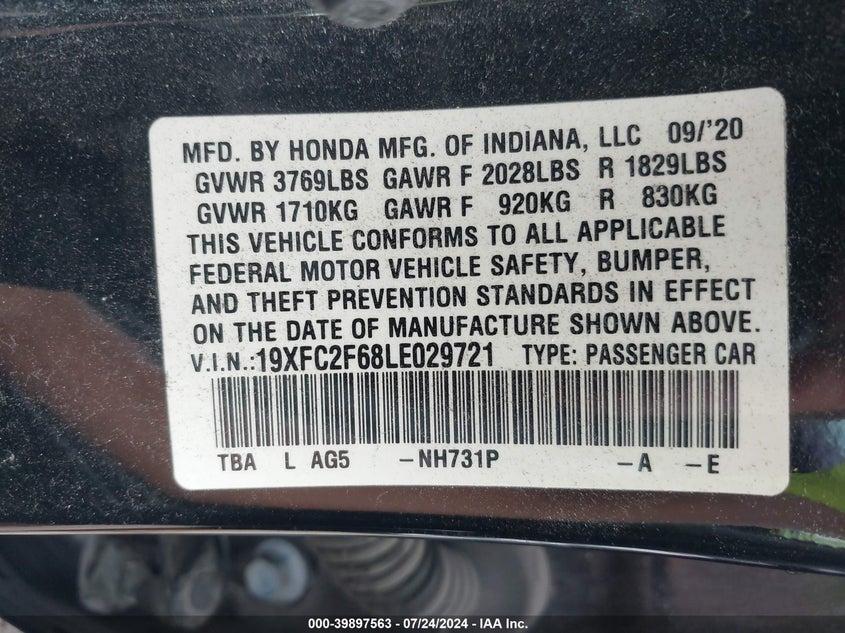 MFD. BY HONDA MFG. OF INDIANA, LLC 09/'20
GVWR 3769LBS GAWR F 2028LBS R 1829LBS
GVWR 1710KG GAWR F 920KG R 830KG
THIS VEHICLE CONFORMS TO ALL APPLICABLE
FEDERAL MOTOR VEHICLE SAFETY, BUMPER,
AND THEFT PREVENTION STANDARDS IN EFFECT
ON THE DATE OF MANUFACTURE SHOWN ABOVE.
V.I.N.:19XFC2F68LE029721 TYPE: PASSENGER CAR
TBA L AG5 -NH731P -A -E
000-39897563 / 07/24/2024 - IAA Inc.